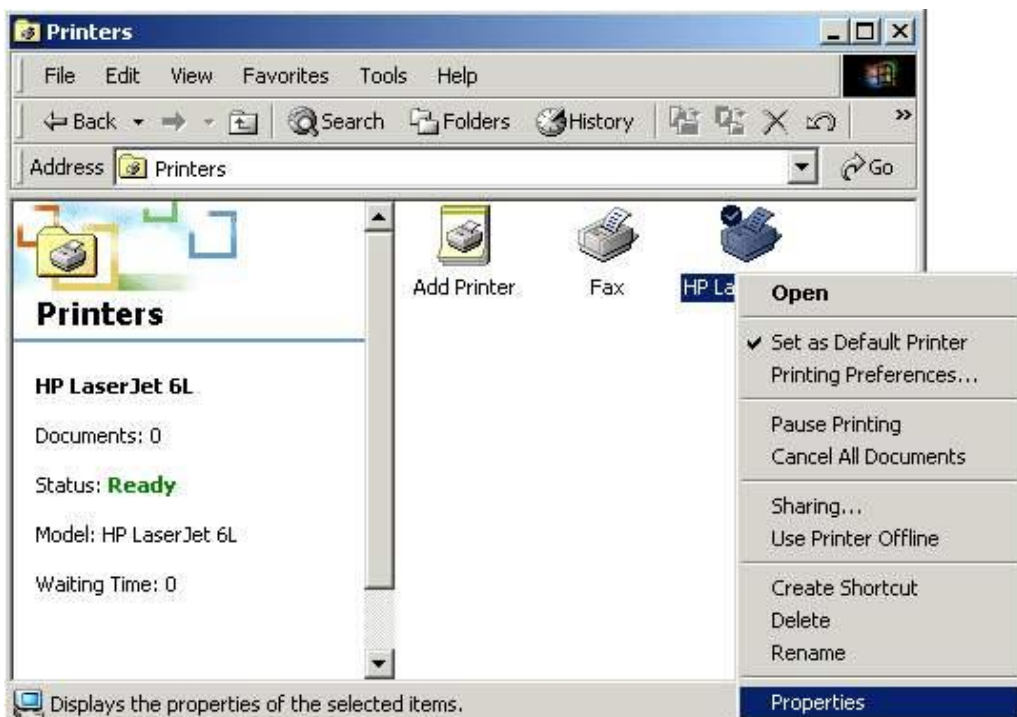 Printers
File Edit View Favorites Tools Help
Back Search Folders History »
Address Printers Go
Printers
HP LaserJet 6L
Documents: 0
Status: Ready
Model: HP LaserJet 6L
Waiting Time: 0
Add Printer Fax HP La
Open
Set as Default Printer
Printing Preferences...
Pause Printing
Cancel All Documents
Sharing...
Use Printer Offline
Create Shortcut
Delete
Rename
Properties
Displays the properties of the selected items.